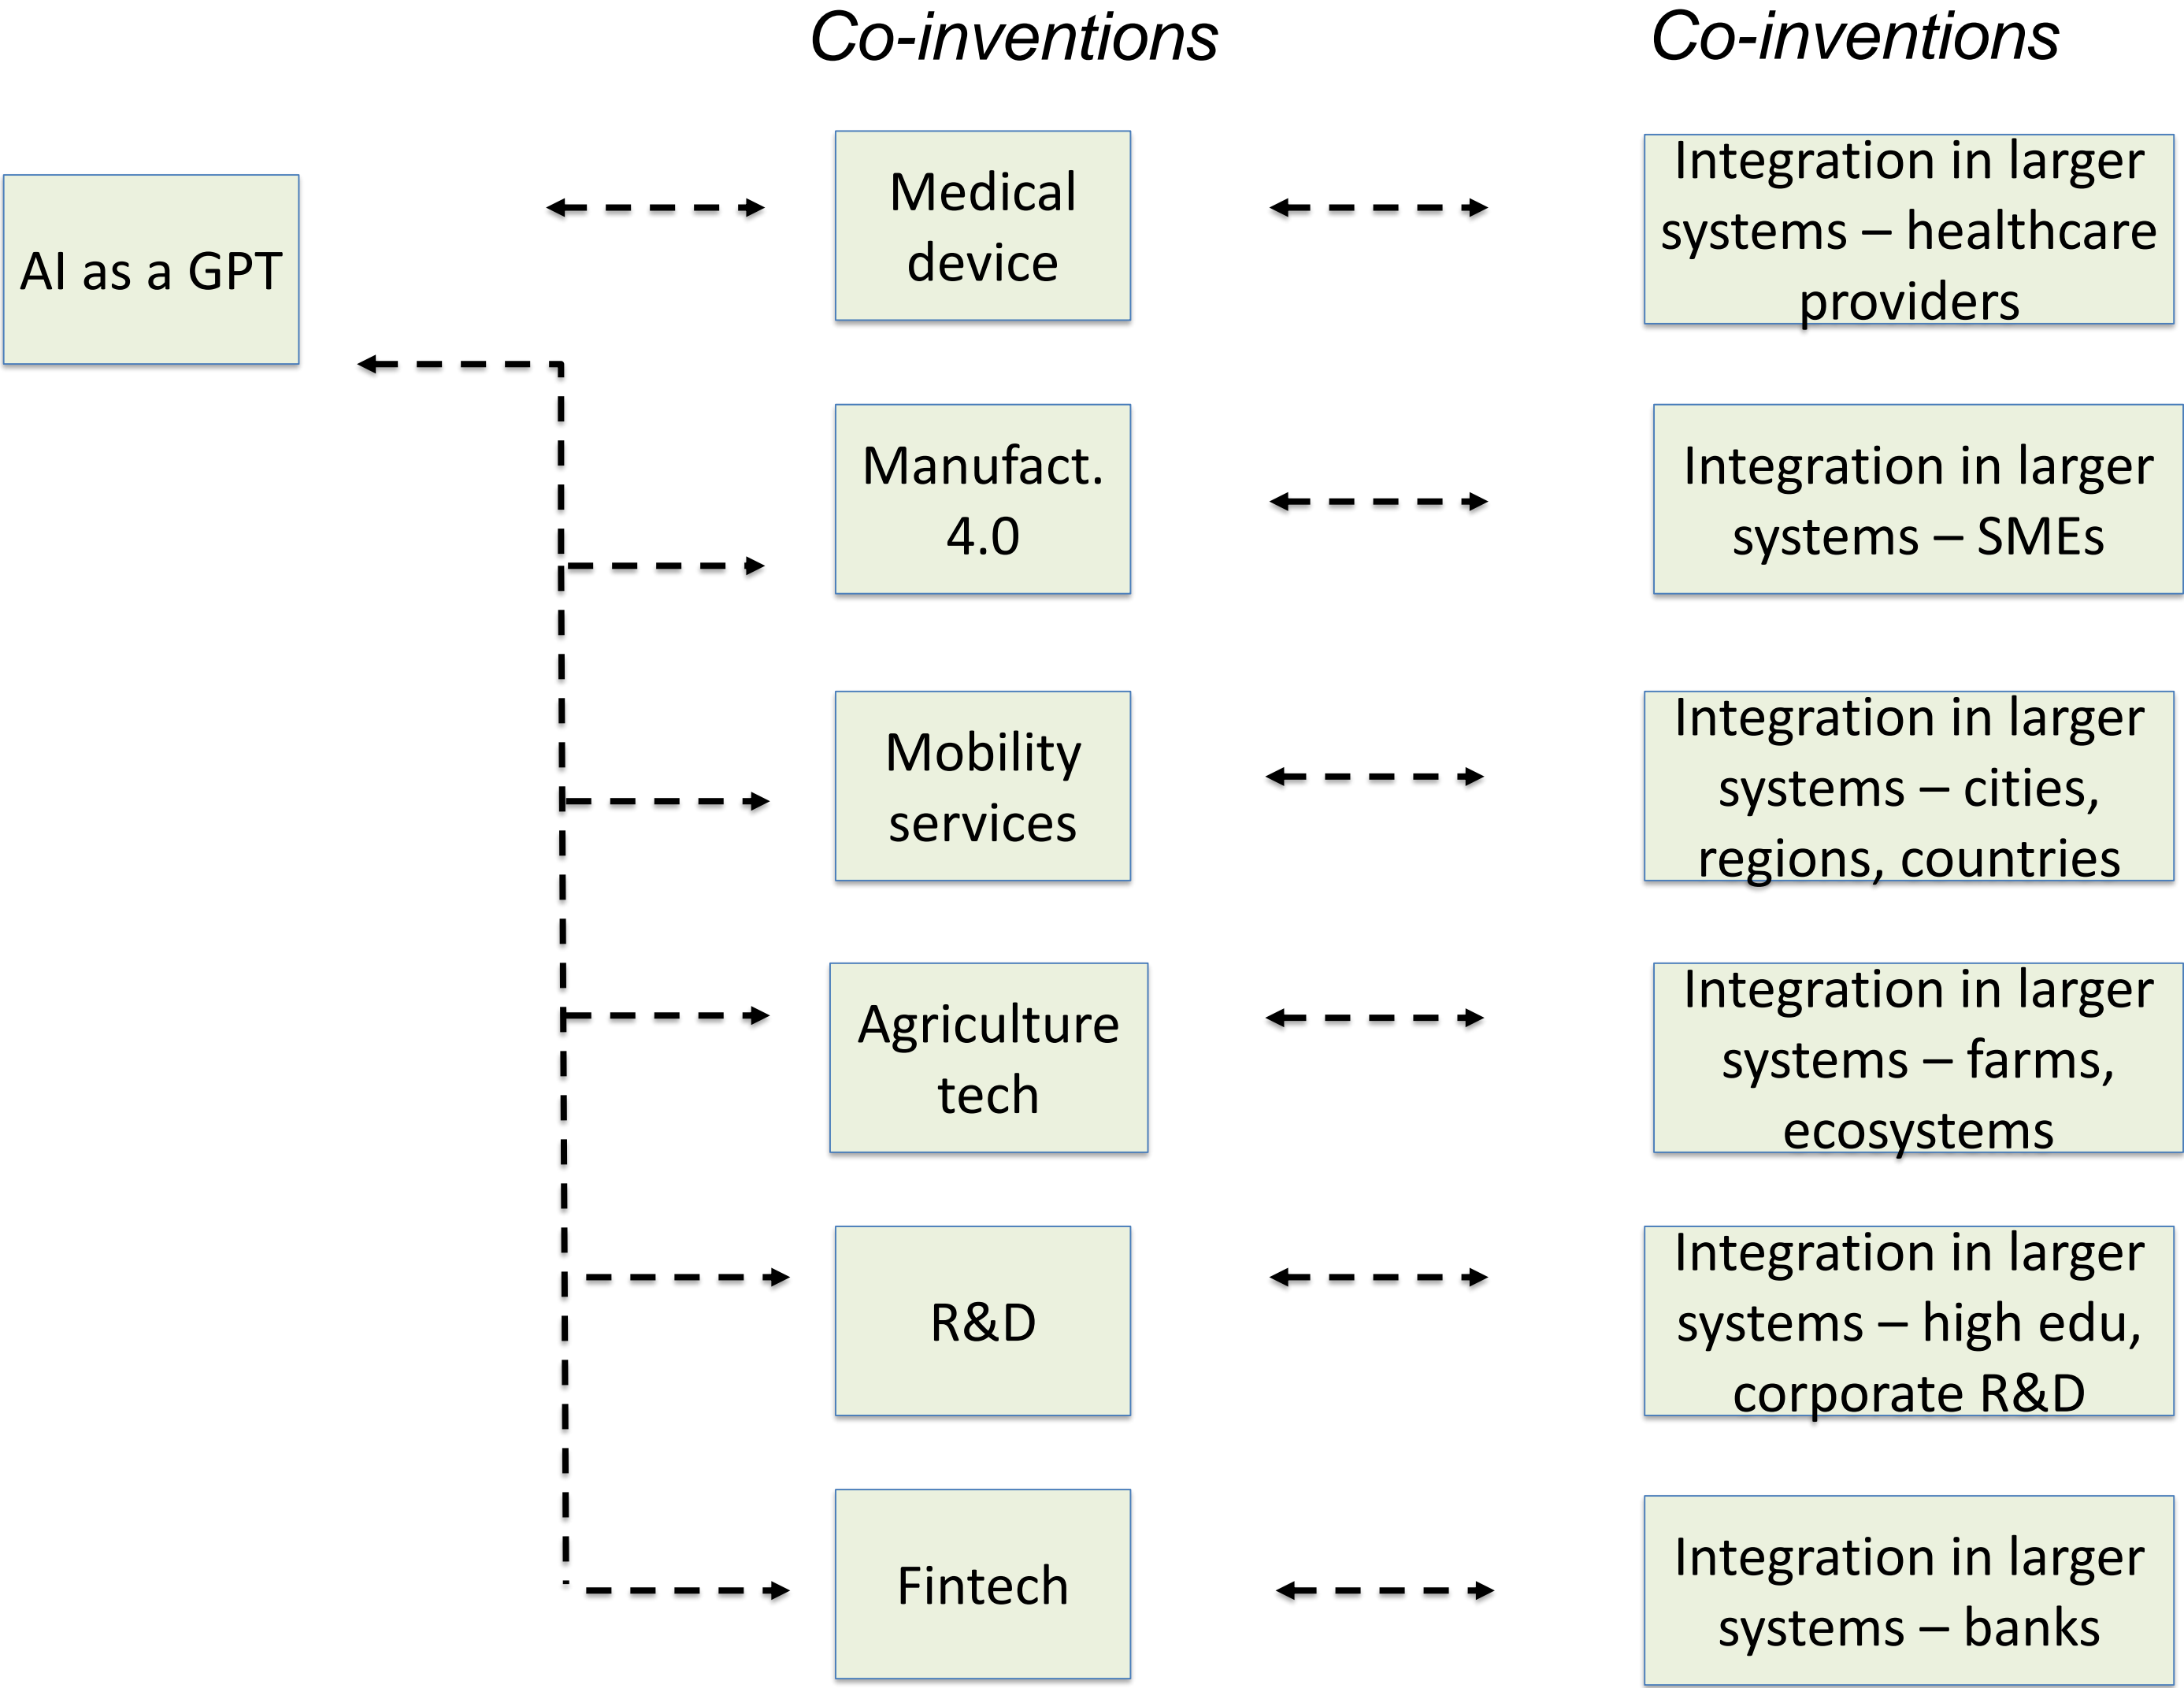 Co-inventions
Co-inventions
AI as a GPT
Medical
device
Integration in larger
systems – healthcare
providers
Manufact.
4.0
Integration in larger
systems – SMEs
Mobility
services
Integration in larger
systems – cities,
regions, countries
Agriculture
tech
Integration in larger
systems – farms,
ecosystems
R&D
Integration in larger
systems – high edu,
corporate R&D
Fintech
Integration in larger
systems – banks